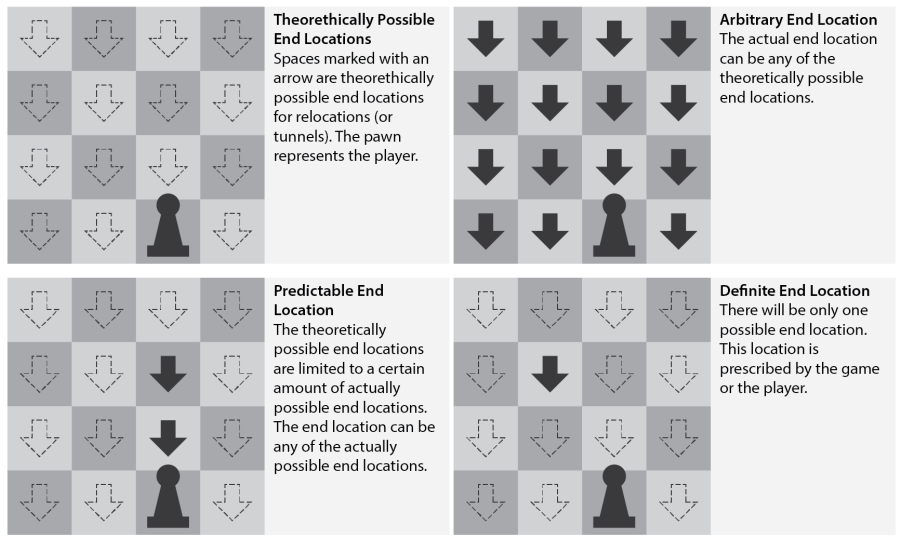 Theorethically Possible
End Locations
Spaces marked with an
arrow are theorethically
possible end locations
for relocations (or
tunnels). The pawn
represents the player.
Arbitrary End Location
The actual end location
can be any of the
theoretically possible
end locations.
Predictable End
Location
The theoretically
possible end locations
are limited to a certain
amount of actually
possible end locations.
The end location can be
any of the actually
possible end locations.
Definite End Location
There will be only one
possible end location.
This location is
prescribed by the game
or the player.